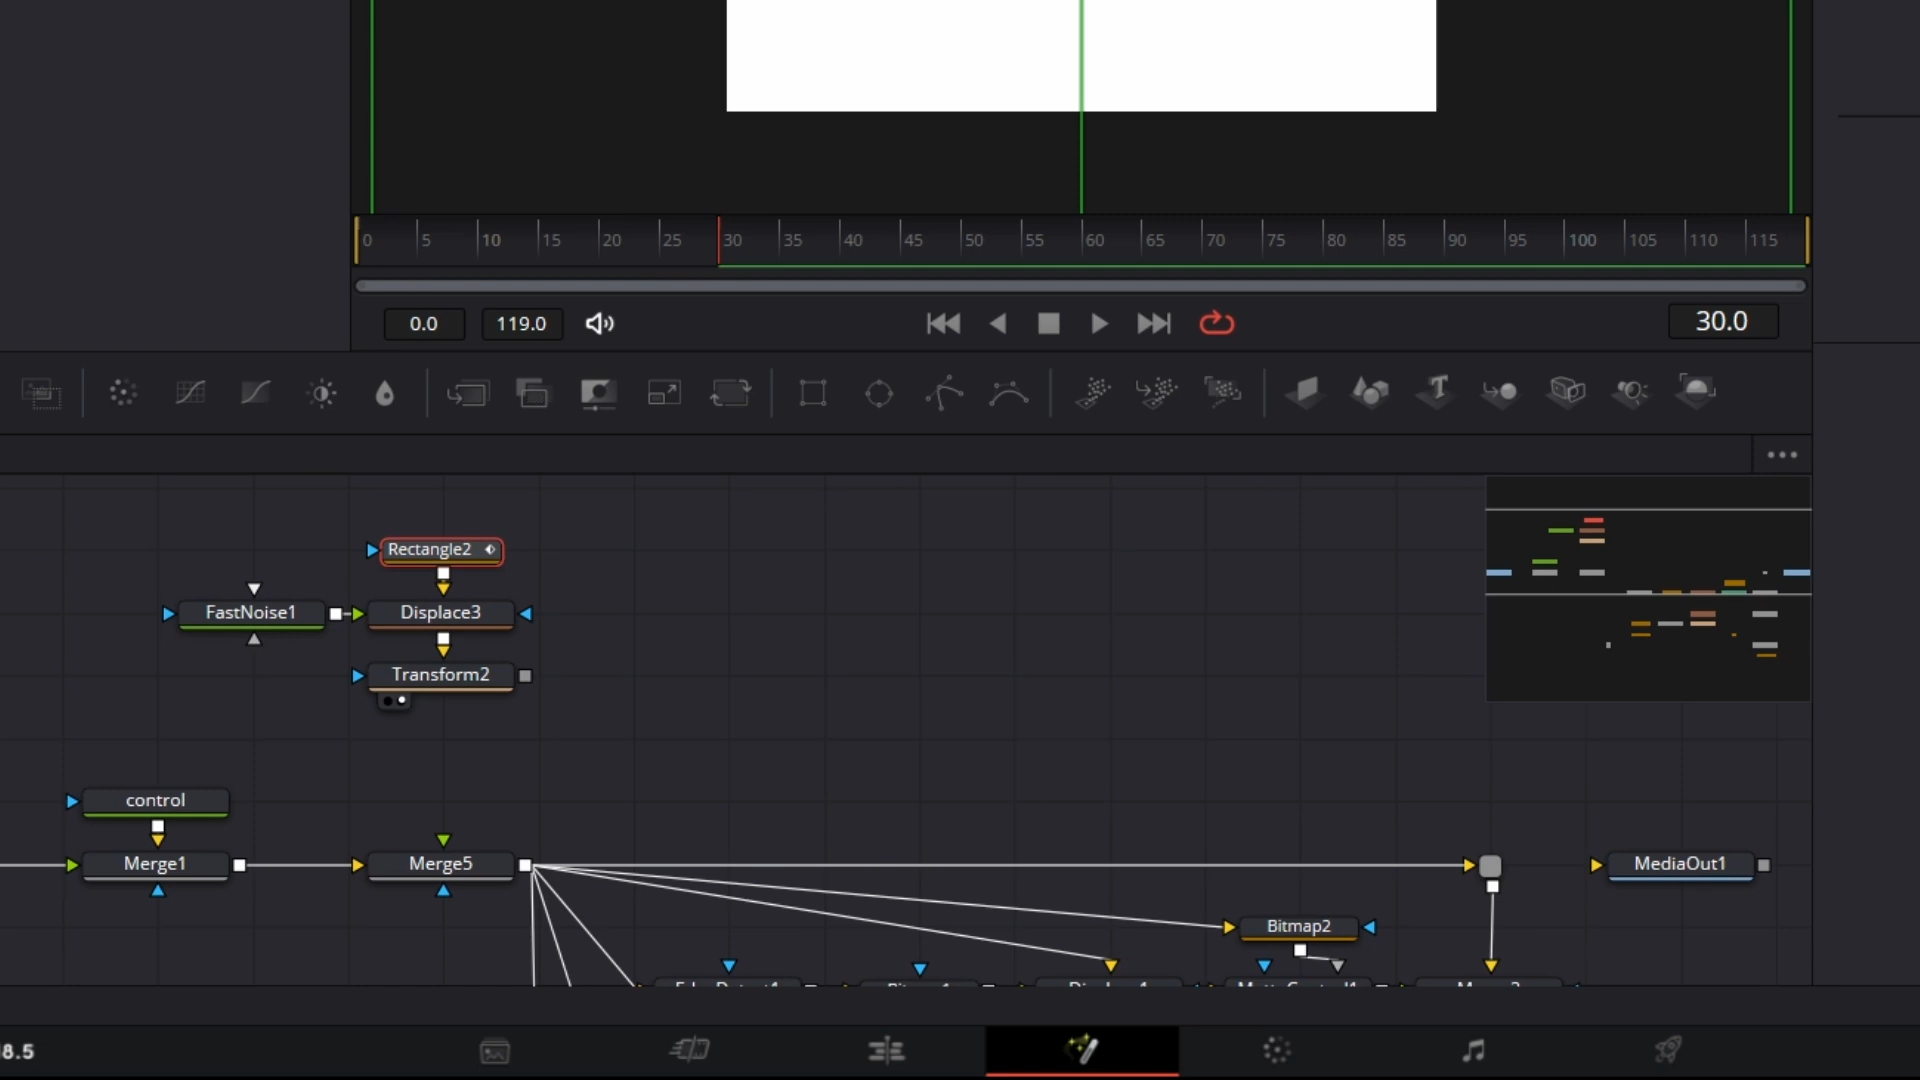 0 5 10 15 20 25 30 35 40 45 50 55 60 65 70 75 80 85 90 95 100 105 110 115
0.0 119.0 30.0
Rectangle2
FastNoise1 Displace3
Transform2
control
Merge1 Merge5 MediaOut1
Bitmap2
8.5